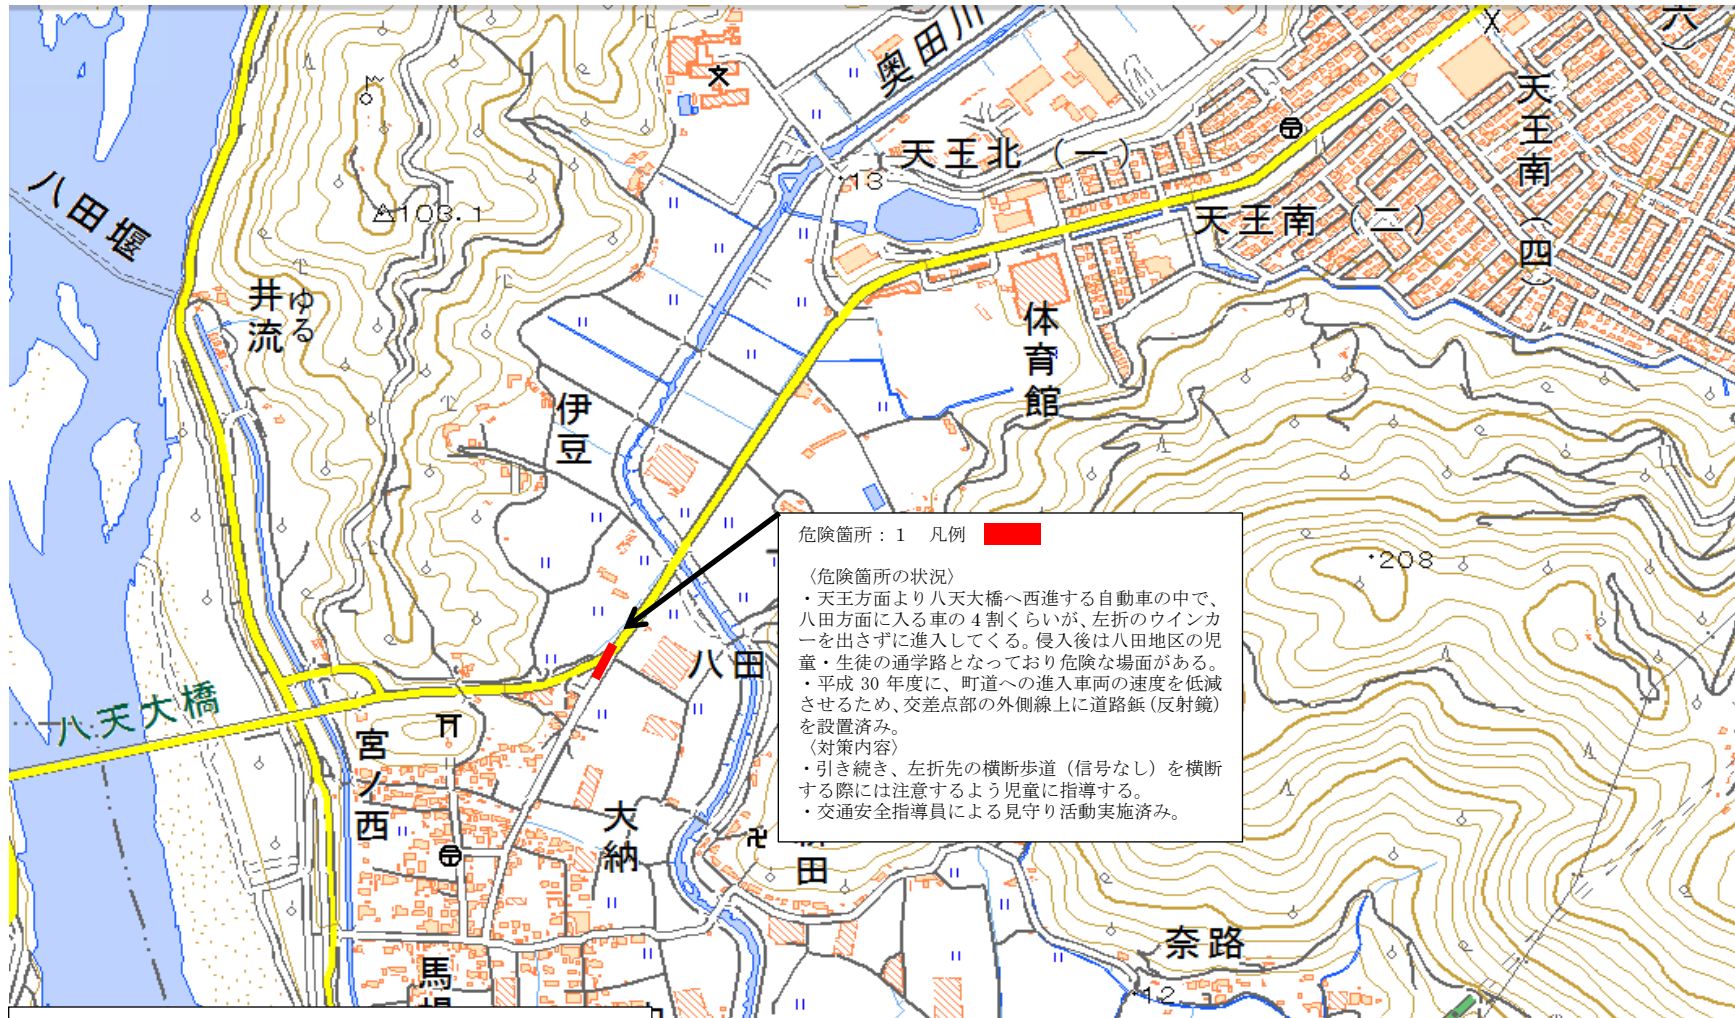 奥田川
六）
天王北（一）
13
天王南（四）
天王南（二）
八田堰
103.1
井流
ゆる
体育館
伊豆
危険箇所：１　凡例
〈危険箇所の状況〉
・天王方面より八天大橋へ西進する自動車の中で、
八田方面に入る車の４割くらいが、左折のウインカ
ーを出さずに進入してくる。侵入後は八田地区の児
童・生徒の通学路となっており危険な場面がある。
・平成 30 年度に、町道への進入車両の速度を低減
させるため、交差点部の外側線上に道路鋲（反射鏡）
を設置済み。
〈対策内容〉
・引き続き、左折先の横断歩道（信号なし）を横断
する際には注意するよう児童に指導する。
・交通安全指導員による見守り活動実施済み。
208
八田
八天大橋
宮ノ西
大納
田
奈路
馬場
12